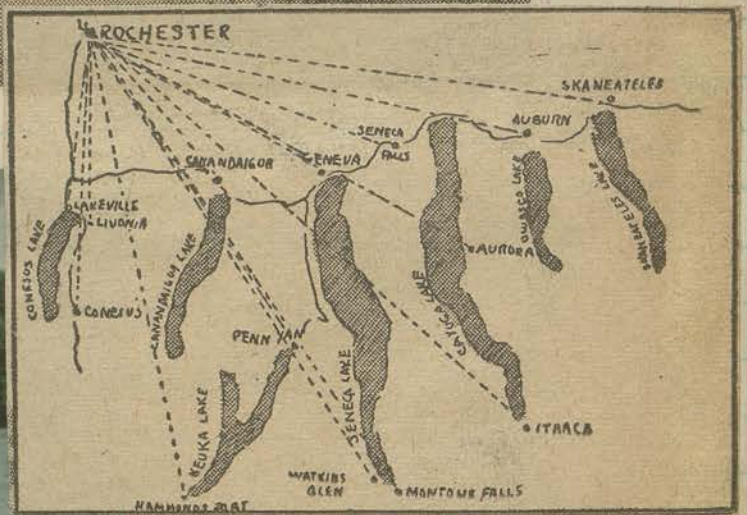 ROCHESTER
SKANEATELES
AUBURN
SENECA
FALLS
CANANDAIGUA
GENEVA
LAKEVILLE
LIVONIA
CONESUS LAKE
CANANDAIGUA LAKE
OWASCO LAKE
SKANEATELES LAKE
AURORA
CAYUGA LAKE
CONESUS
PENN YAN
SENECA LAKE
KEUKA LAKE
ITHACA
WATKINS
GLEN
MONTOUR FALLS
HAMMONDSPORT